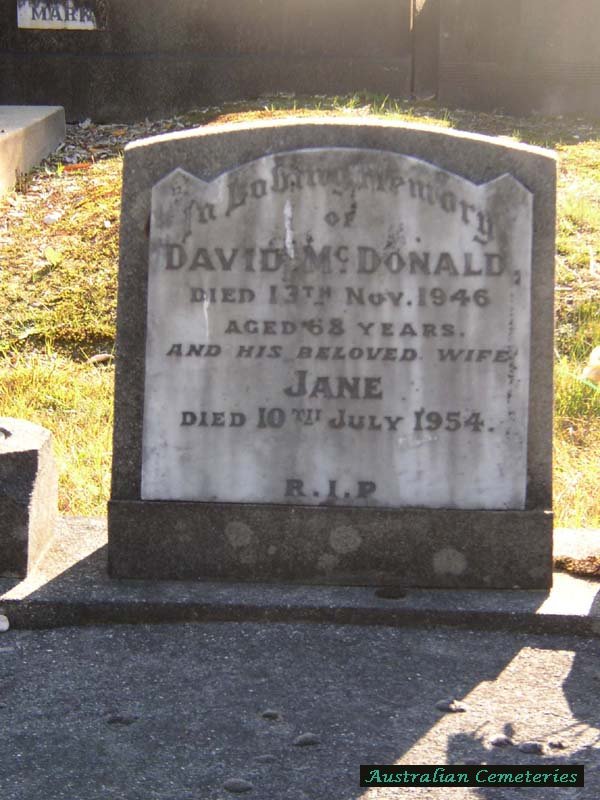 MARK
In Loving Memory
OF
DAVID McDONALD,
DIED 13TH Nov. 1946
AGED 68 YEARS.
AND HIS BELOVED WIFE
JANE
DIED 10TH JULY 1954.
R.I.P
Australian Cemeteries